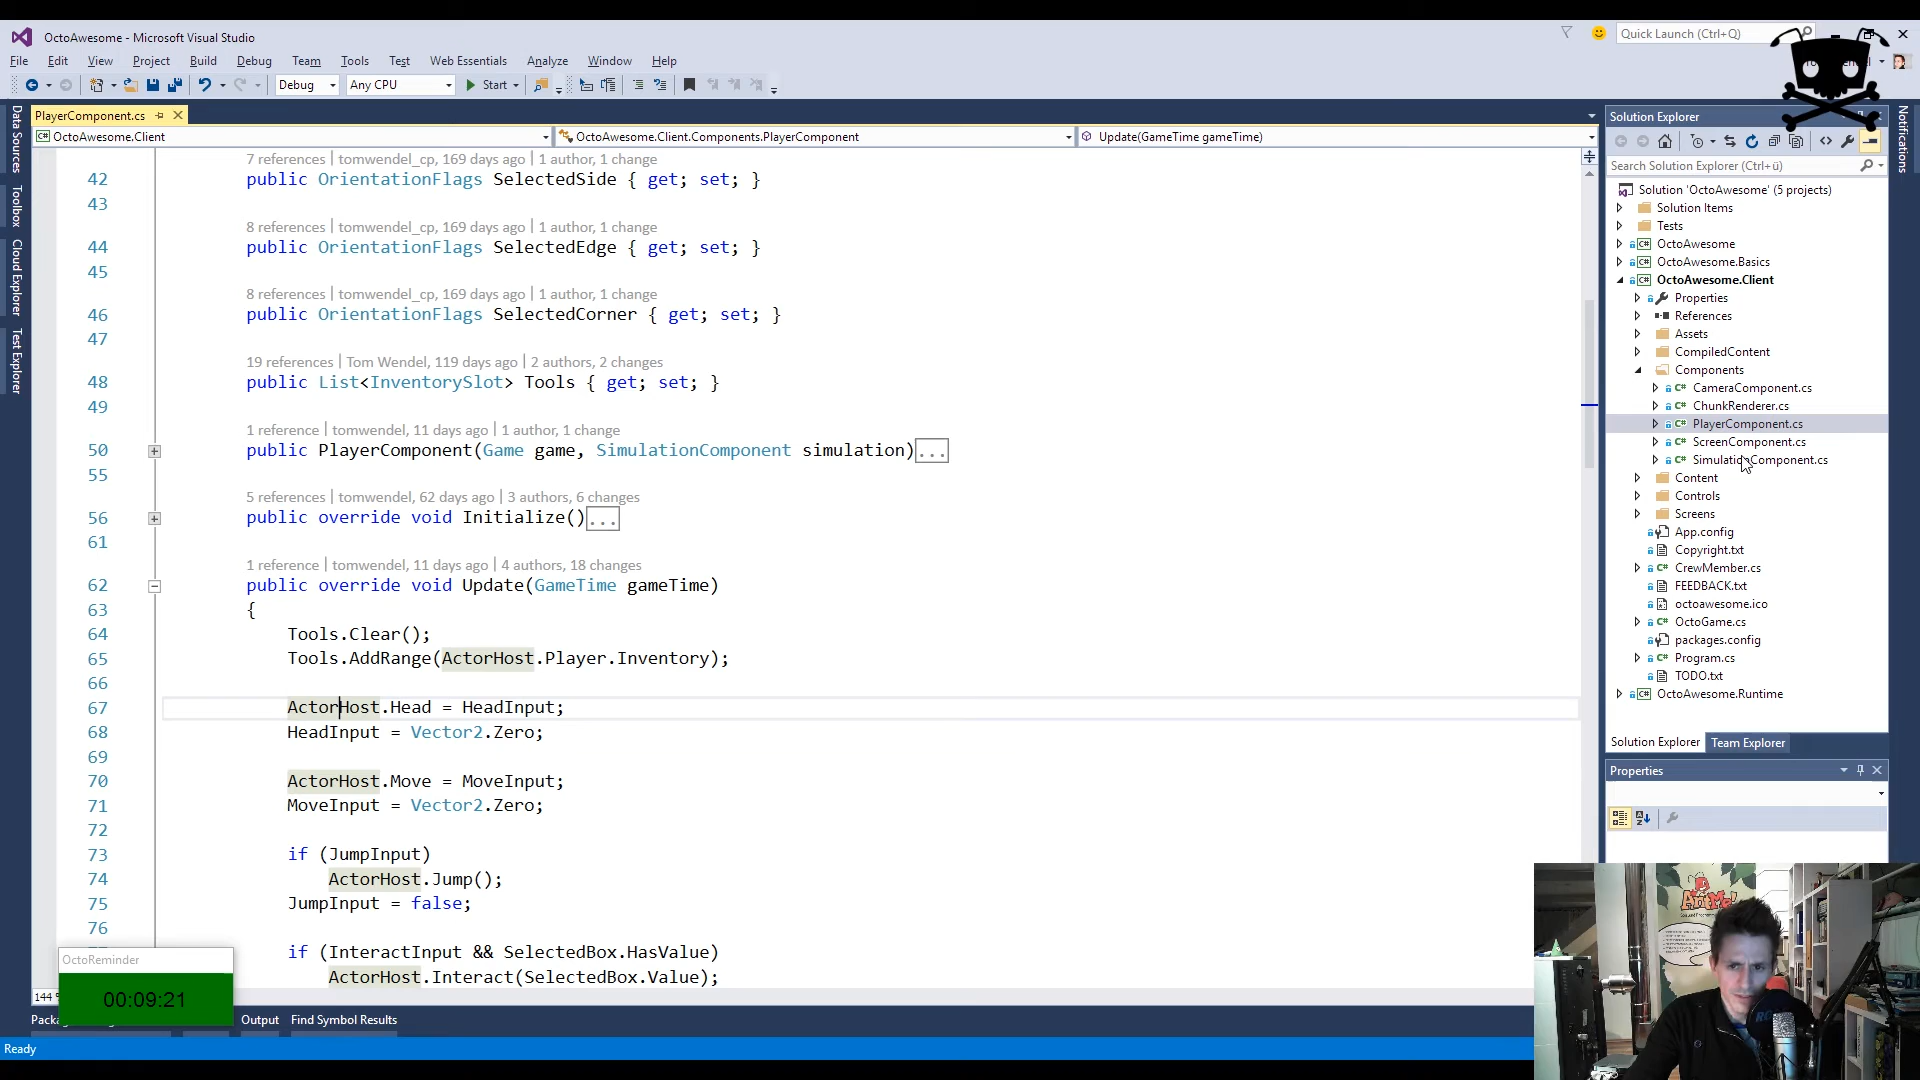 OctoAwesome - Microsoft Visual Studio
Quick Launch (Ctrl+Q)
File Edit View Project Build Debug Team Tools Test Web Essentials Analyze Window Help
Debug Any CPU Start
PlayerComponent.cs
OctoAwesome.Client OctoAwesome.Client.Components.PlayerComponent Update(GameTime gameTime)
Data Sources
Toolbox
Cloud Explorer
Test Explorer
7 references | tomwendel_cp, 169 days ago | 1 author, 1 change
42 public OrientationFlags SelectedSide { get; set; }
43
8 references | tomwendel_cp, 169 days ago | 1 author, 1 change
44 public OrientationFlags SelectedEdge { get; set; }
45
8 references | tomwendel_cp, 169 days ago | 1 author, 1 change
46 public OrientationFlags SelectedCorner { get; set; }
47
19 references | Tom Wendel, 119 days ago | 2 authors, 2 changes
48 public List<InventorySlot> Tools { get; set; }
49
1 reference | tomwendel, 11 days ago | 1 author, 1 change
50 public PlayerComponent(Game game, SimulationComponent simulation)...
55
5 references | tomwendel, 62 days ago | 3 authors, 6 changes
56 public override void Initialize()...
61
1 reference | tomwendel, 11 days ago | 4 authors, 18 changes
62 public override void Update(GameTime gameTime)
63 {
64 Tools.Clear();
65 Tools.AddRange(ActorHost.Player.Inventory);
66
67 ActorHost.Head = HeadInput;
68 HeadInput = Vector2.Zero;
69
70 ActorHost.Move = MoveInput;
71 MoveInput = Vector2.Zero;
72
73 if (JumpInput)
74 ActorHost.Jump();
75 JumpInput = false;
76
if (InteractInput && SelectedBox.HasValue)
ActorHost.Interact(SelectedBox.Value);
144 %
OctoReminder
00:09:21
Output Find Symbol Results
Ready
Solution Explorer
Search Solution Explorer (Ctrl+ü)
Solution 'OctoAwesome' (5 projects)
Solution Items
Tests
OctoAwesome
OctoAwesome.Basics
OctoAwesome.Client
Properties
References
Assets
CompiledContent
Components
CameraComponent.cs
ChunkRenderer.cs
PlayerComponent.cs
ScreenComponent.cs
SimulationComponent.cs
Content
Controls
Screens
App.config
Copyright.txt
CrewMember.cs
FEEDBACK.txt
octoawesome.ico
OctoGame.cs
packages.config
Program.cs
TODO.txt
OctoAwesome.Runtime
Solution Explorer Team Explorer
Properties
Notifications